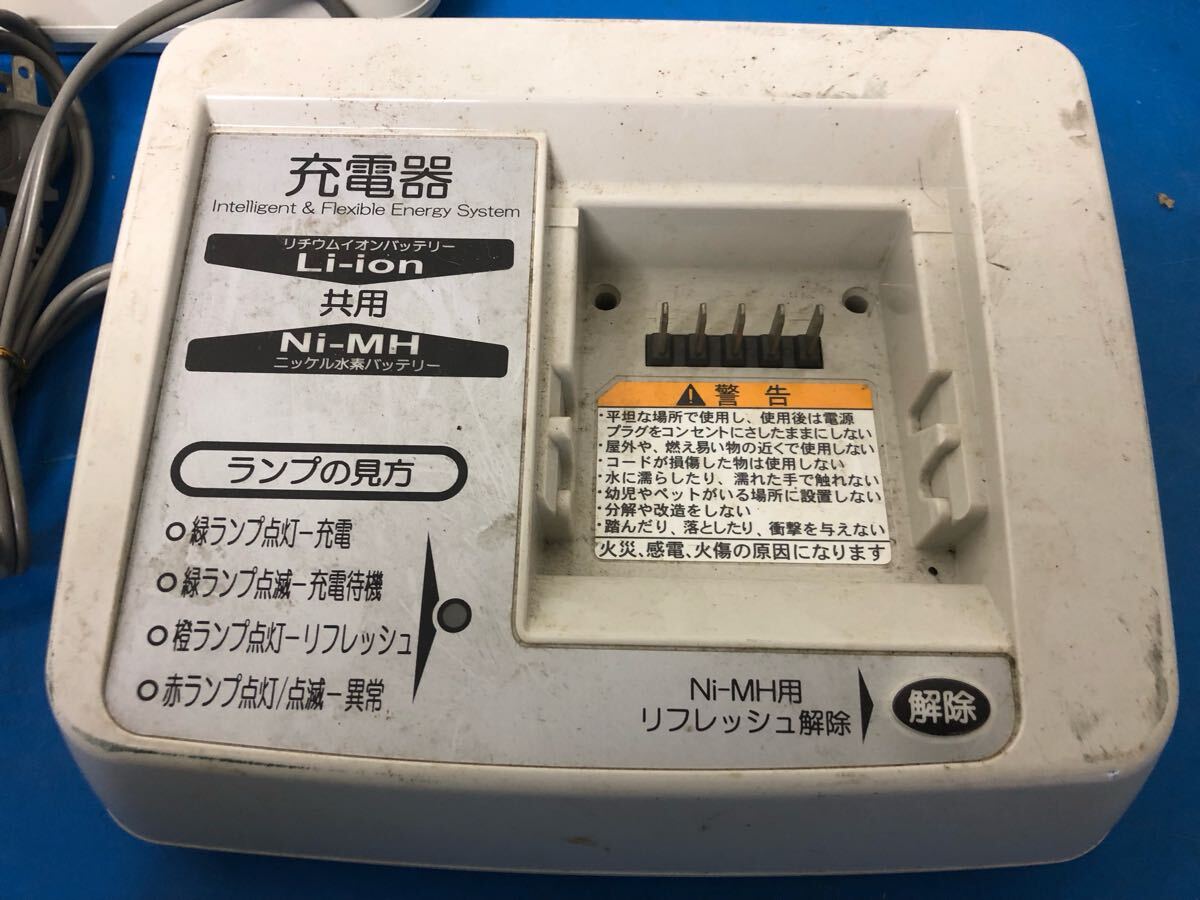 充電器
Intelligent & Flexible Energy System
リチウムイオンバッテリー
Li-ion
共用
Ni-MH
ニッケル水素バッテリー
ランプの見方
緑ランプ点灯ー充電
緑ランプ点滅ー充電待機
橙ランプ点灯ーリフレッシュ
赤ランプ点灯/点滅ー異常
警告
・平坦な場所で使用し、使用後は電源
プラグをコンセントにさしたままにしない
・屋外や、燃え易い物の近くで使用しない
・コードが損傷した物は使用しない
・水に濡らしたり、濡れた手で触れない
・幼児やペットがいる場所に設置しない
・分解や改造をしない
・踏んだり、落としたり、衝撃を与えない
火災、感電、火傷の原因になります
Ni-MH用
リフレッシュ解除
解除